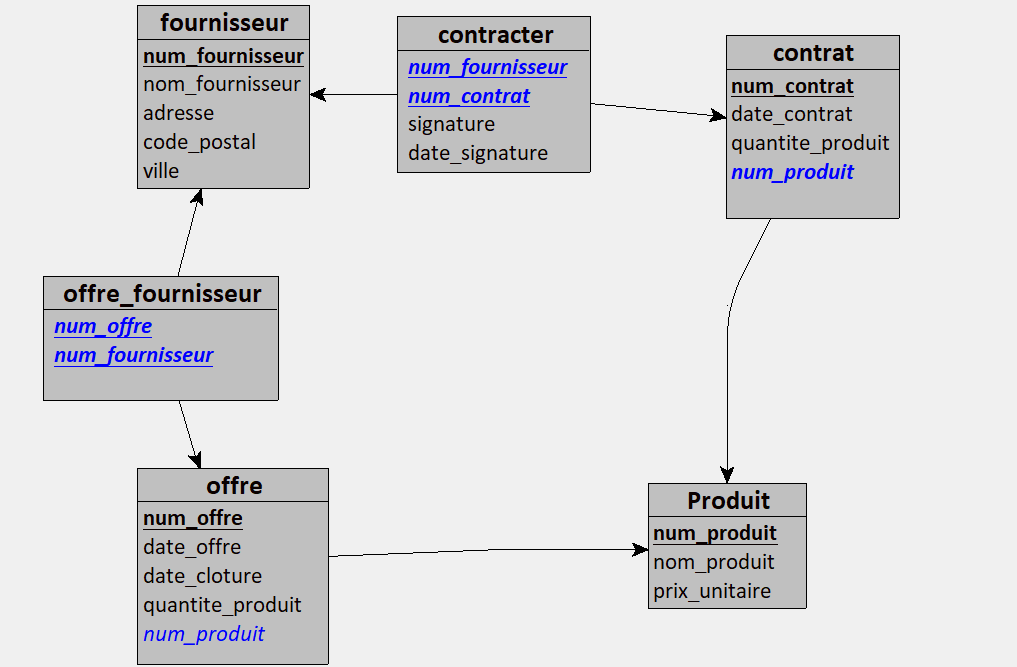 fournisseur
num_fournisseur
nom_fournisseur
adresse
code_postal
ville
contracter
num_fournisseur
num_contrat
signature
date_signature
contrat
num_contrat
date_contrat
quantite_produit
num_produit
offre_fournisseur
num_offre
num_fournisseur
offre
num_offre
date_offre
date_cloture
quantite_produit
num_produit
Produit
num_produit
nom_produit
prix_unitaire